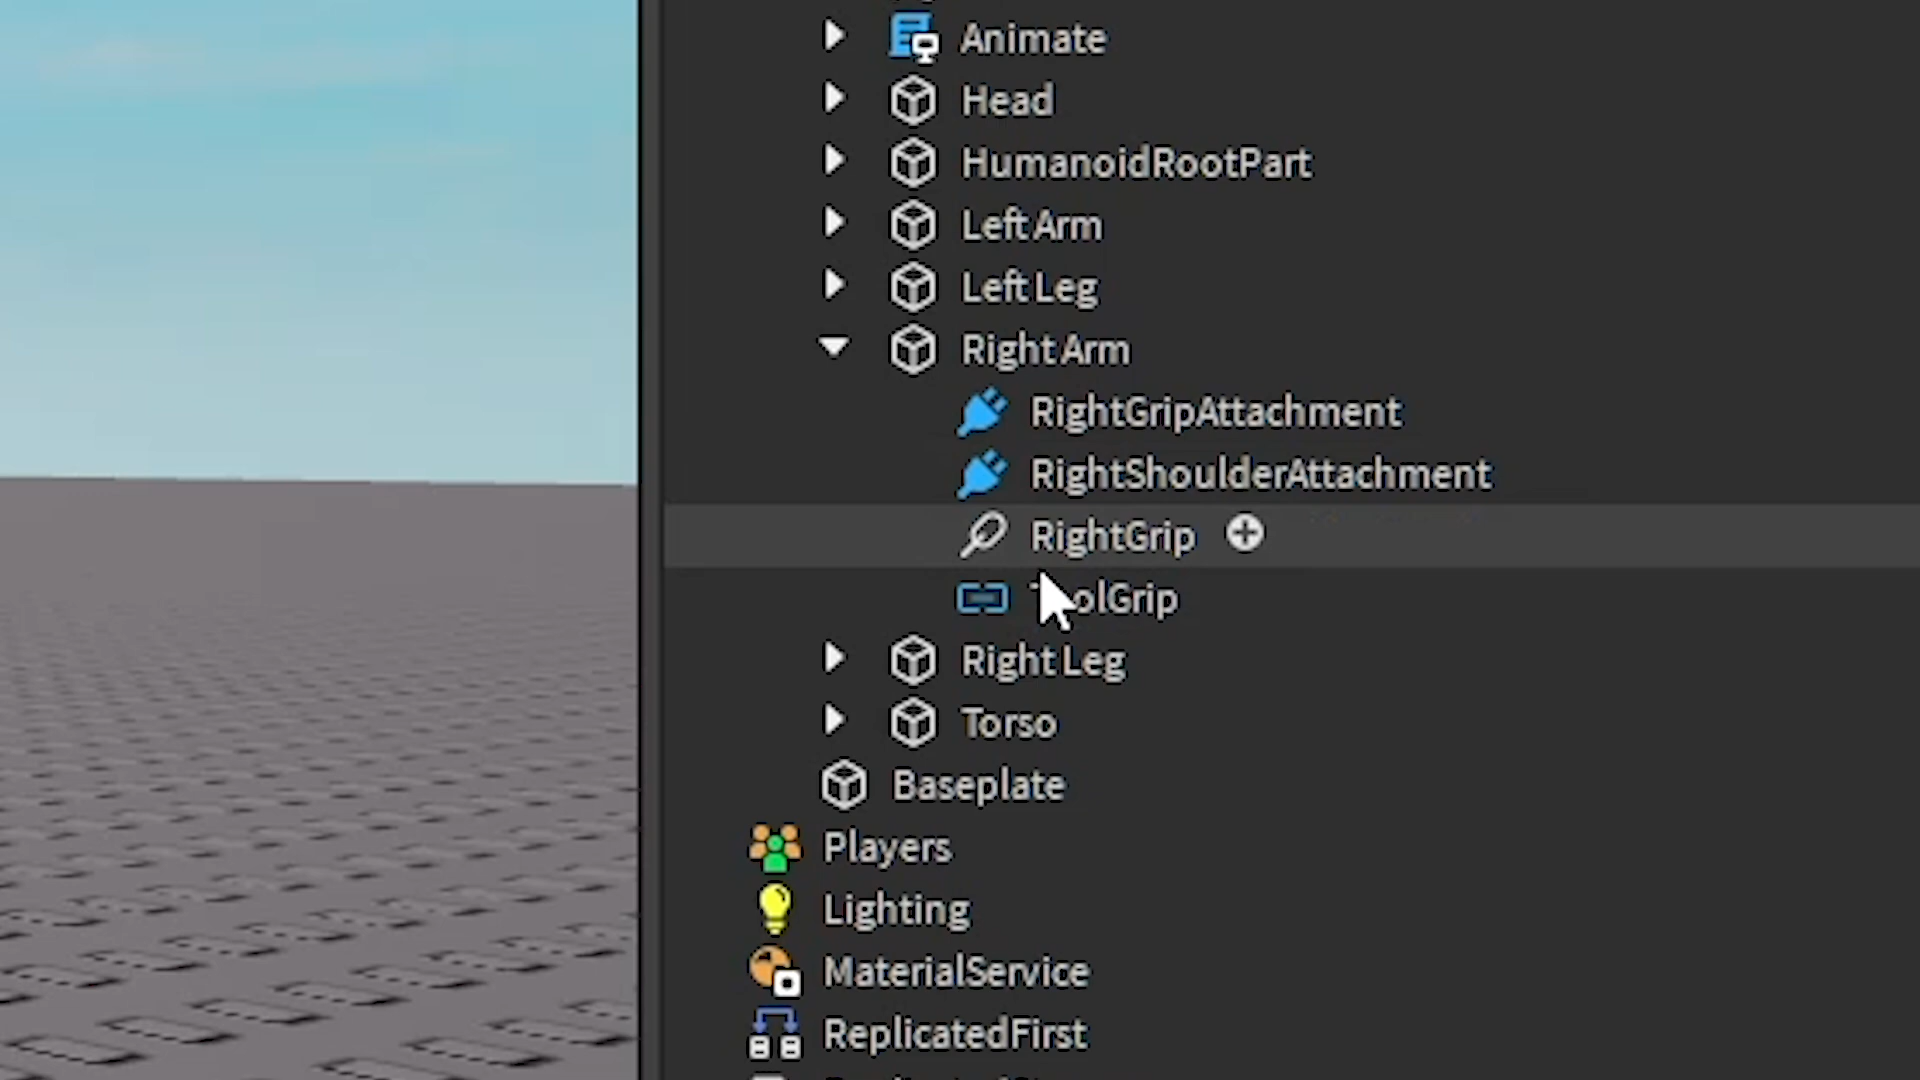 Animate
Head
HumanoidRootPart
Left Arm
Left Leg
Right Arm
RightGripAttachment
RightShoulderAttachment
RightGrip
ToolGrip
Right Leg
Torso
Baseplate
Players
Lighting
MaterialService
ReplicatedFirst